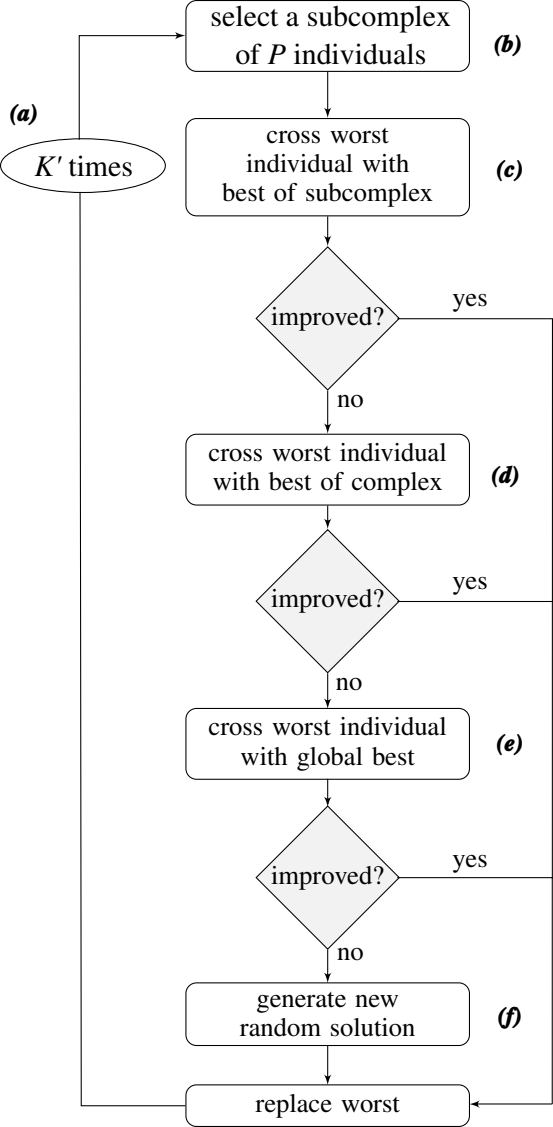 select a subcomplex
of P individuals
(b)
(a)
K′ times
cross worst
individual with
best of subcomplex
(c)
improved?
yes
no
cross worst individual
with best of complex
(d)
improved?
yes
no
cross worst individual
with global best
(e)
improved?
yes
no
generate new
random solution
(f)
replace worst